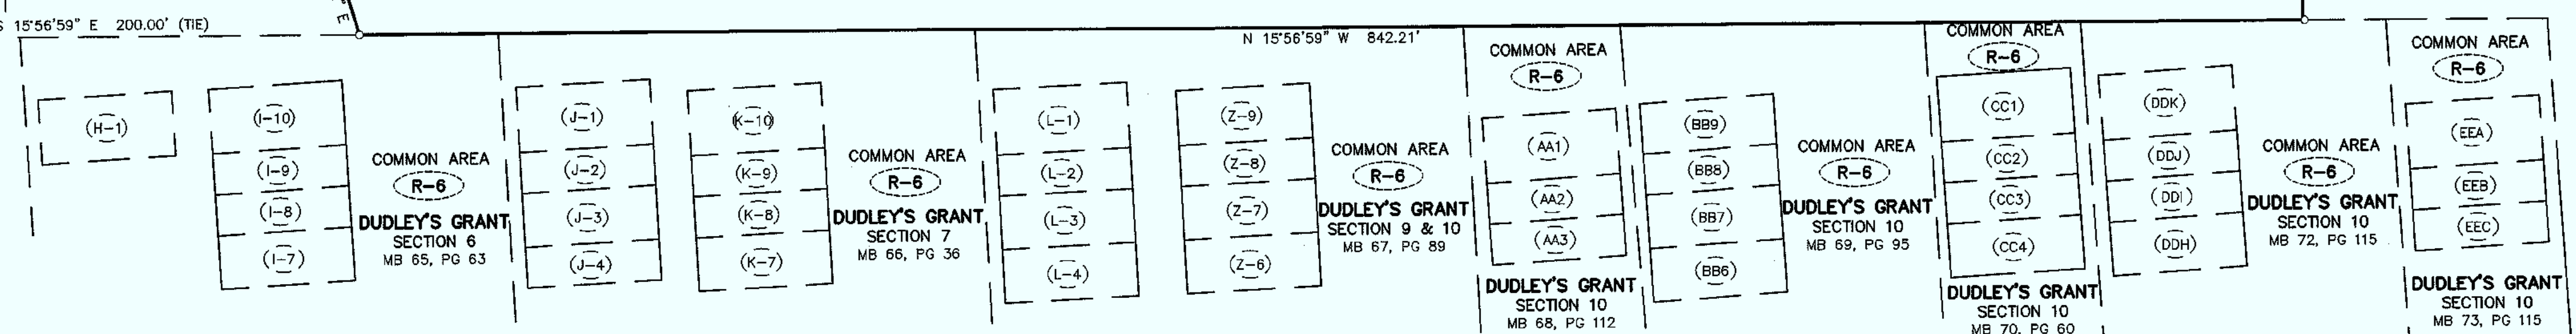 S 15°56'59" E 200.00' (TIE)
E
N 15°56'59" W 842.21'
(H-1)
(I-10)
(I-9)
(I-8)
(I-7)
COMMON AREA
R-6
DUDLEY'S GRANT
SECTION 6
MB 65, PG 63
(J-1)
(J-2)
(J-3)
(J-4)
(K-10)
(K-9)
(K-8)
(K-7)
COMMON AREA
R-6
DUDLEY'S GRANT
SECTION 7
MB 66, PG 36
(L-1)
(L-2)
(L-3)
(L-4)
(Z-9)
(Z-8)
(Z-7)
(Z-6)
COMMON AREA
R-6
DUDLEY'S GRANT
SECTION 9 & 10
MB 67, PG 89
COMMON AREA
R-6
(AA1)
(AA2)
(AA3)
DUDLEY'S GRANT
SECTION 10
MB 68, PG 112
(BB9)
(BB8)
(BB7)
(BB6)
COMMON AREA
R-6
DUDLEY'S GRANT
SECTION 10
MB 69, PG 95
COMMON AREA
R-6
(CC1)
(CC2)
(CC3)
(CC4)
DUDLEY'S GRANT
SECTION 10
MB 70, PG 60
(DDK)
(DDJ)
(DDI)
(DDH)
COMMON AREA
R-6
DUDLEY'S GRANT
SECTION 10
MB 72, PG 115
COMMON AREA
R-6
(EEA)
(EEB)
(EEC)
DUDLEY'S GRANT
SECTION 10
MB 73, PG 115